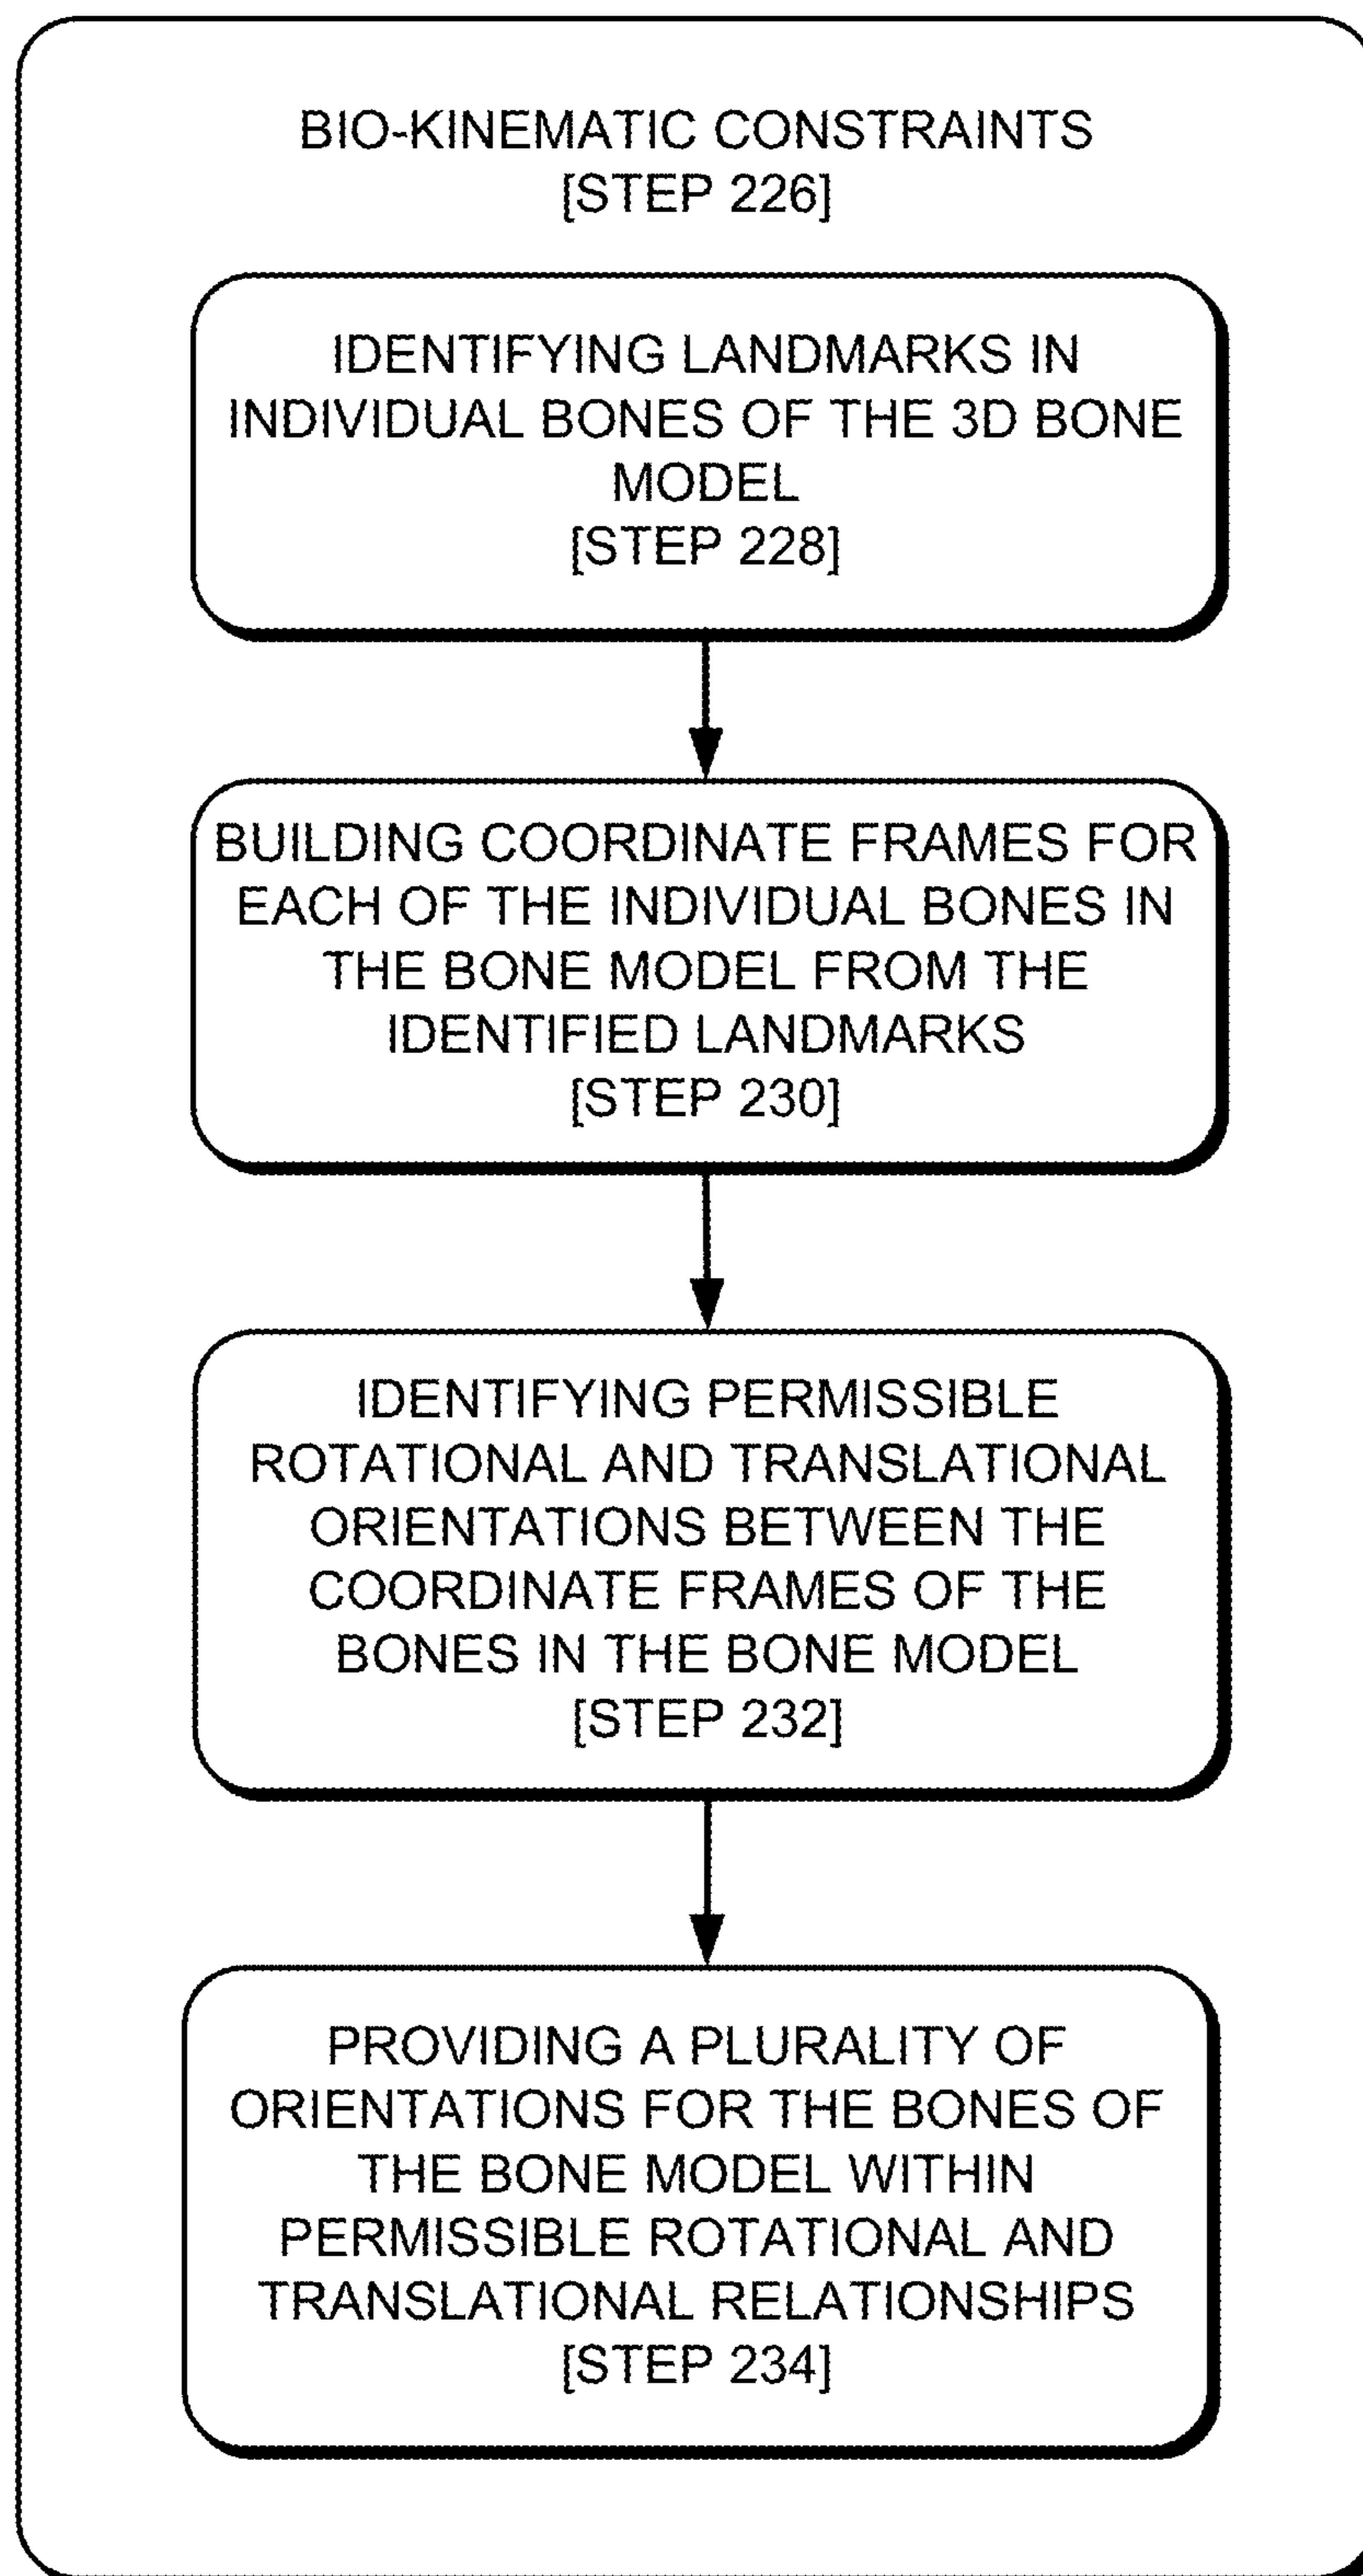 BIO-KINEMATIC CONSTRAINTS
[STEP 226]
IDENTIFYING LANDMARKS IN
INDIVIDUAL BONES OF THE 3D BONE
MODEL
[STEP 228]
BUILDING COORDINATE FRAMES FOR
EACH OF THE INDIVIDUAL BONES IN
THE BONE MODEL FROM THE
IDENTIFIED LANDMARKS
[STEP 230]
IDENTIFYING PERMISSIBLE
ROTATIONAL AND TRANSLATIONAL
ORIENTATIONS BETWEEN THE
COORDINATE FRAMES OF THE
BONES IN THE BONE MODEL
[STEP 232]
PROVIDING A PLURALITY OF
ORIENTATIONS FOR THE BONES OF
THE BONE MODEL WITHIN
PERMISSIBLE ROTATIONAL AND
TRANSLATIONAL RELATIONSHIPS
[STEP 234]